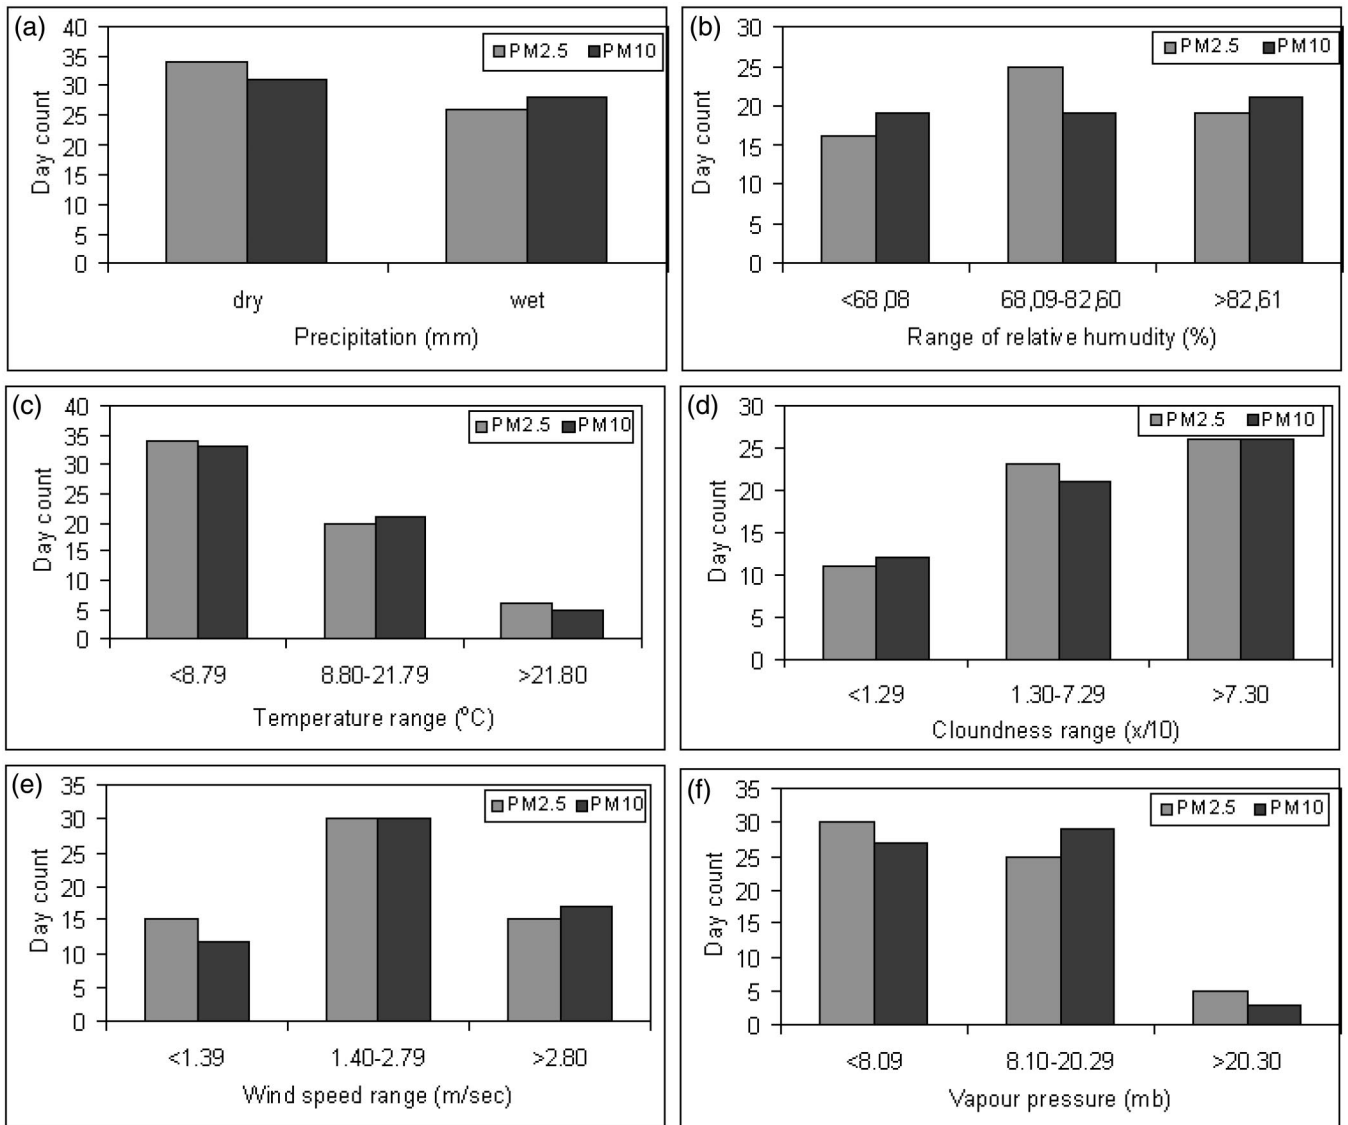 (a)
40
35
30
25
20
15
10
5
0
Day count
PM2.5 PM10
dry wet
Precipitation (mm)
(b)
30
25
20
15
10
5
0
Day count
PM2.5 PM10
<68,08 68,09-82,60 >82,61
Range of relative humudity (%)
(c)
40
35
30
25
20
15
10
5
0
Day count
PM2.5 PM10
<8.79 8.80-21.79 >21.80
Temperature range (°C)
(d)
30
25
20
15
10
5
0
Day count
PM2.5 PM10
<1.29 1.30-7.29 >7.30
Cloundness range (x/10)
(e)
35
30
25
20
15
10
5
0
Day count
PM2.5 PM10
<1.39 1.40-2.79 >2.80
Wind speed range (m/sec)
(f)
35
30
25
20
15
10
5
0
Day count
PM2.5 PM10
<8.09 8.10-20.29 >20.30
Vapour pressure (mb)